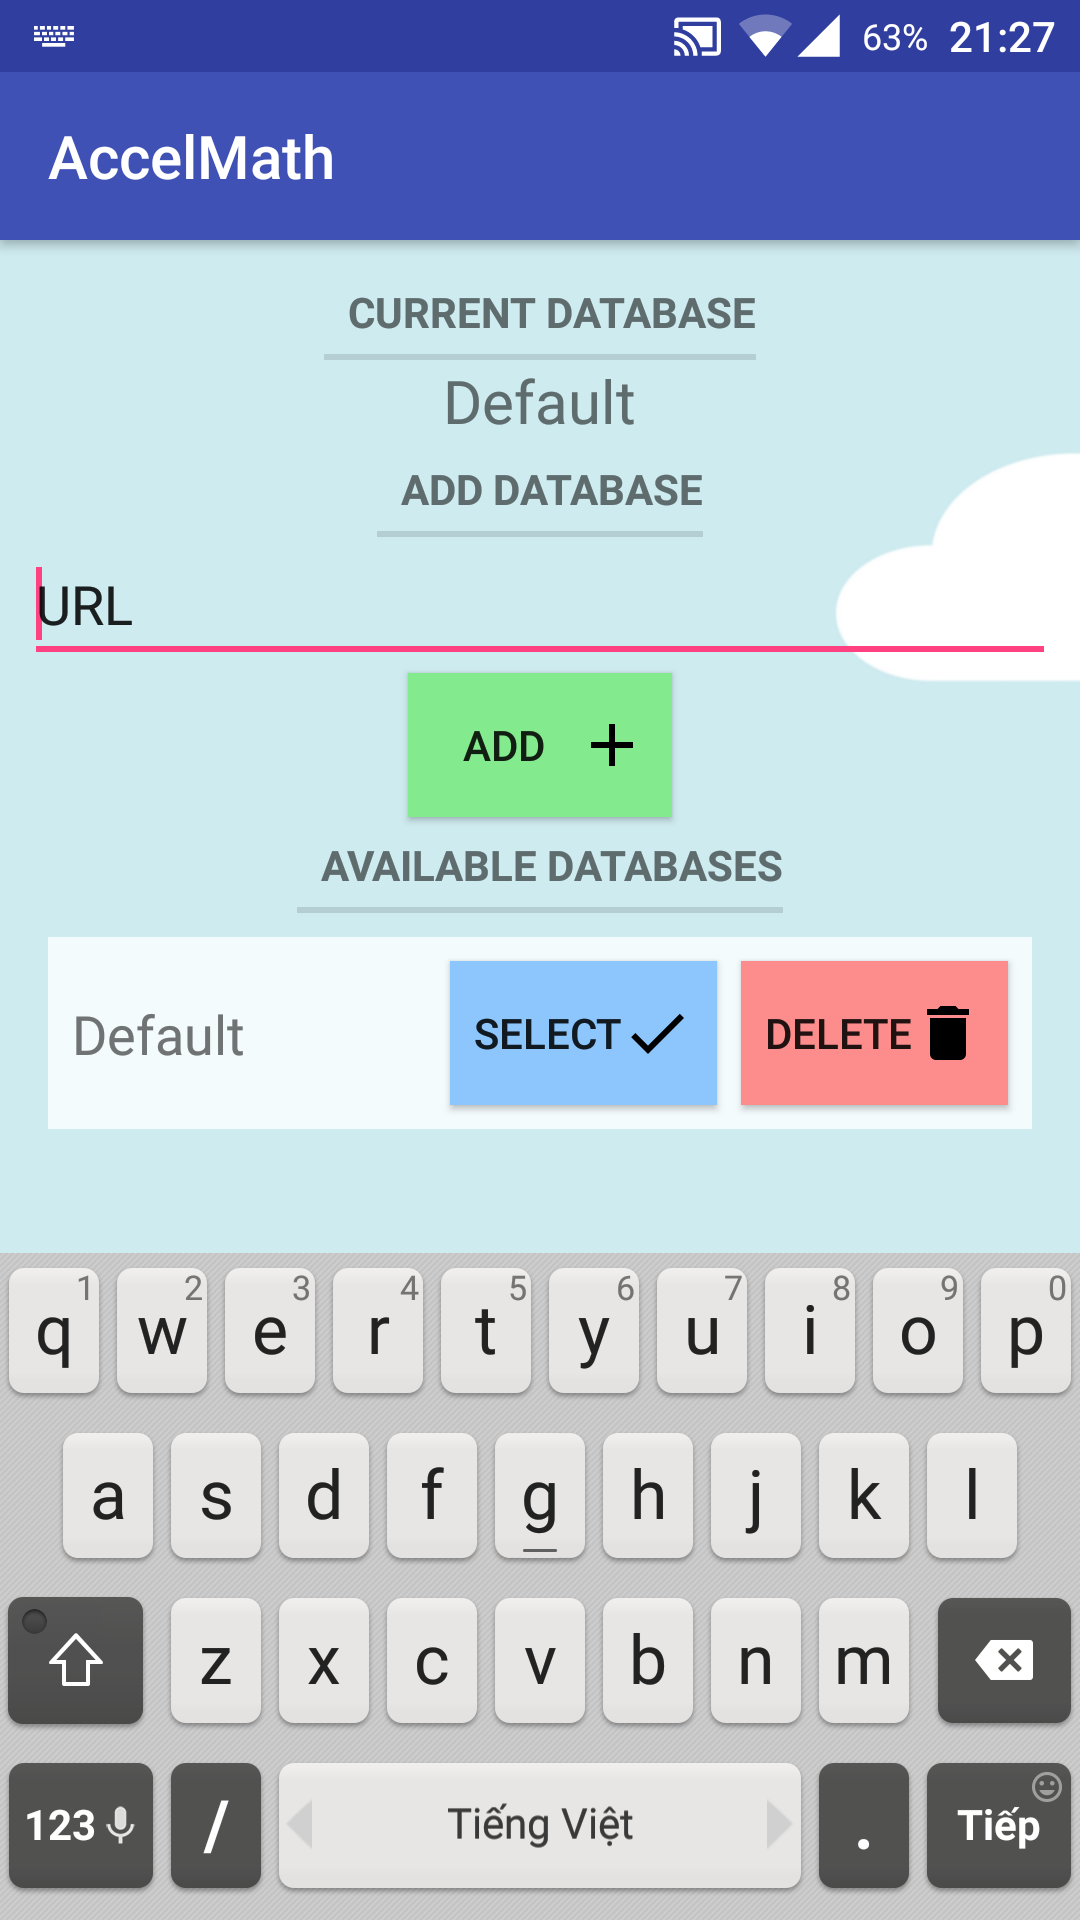 63% 21:27
AccelMath
CURRENT DATABASE
Default
ADD DATABASE
URL
ADD
AVAILABLE DATABASES
Default SELECT DELETE
1 2 3 4 5 6 7 8 9 0
q w e r t y u i o p
a s d f g h j k l
z x c v b n m
123 / Tiếng Việt . Tiếp